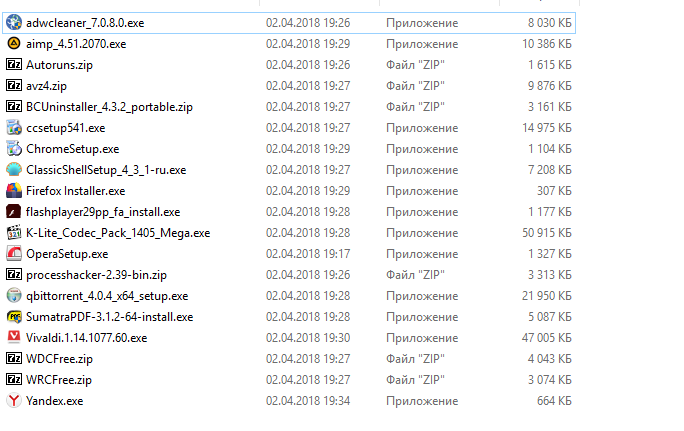 adwcleaner_7.0.8.0.exe 02.04.2018 19:26 Приложение 8 030 КБ
aimp_4.51.2070.exe 02.04.2018 19:29 Приложение 10 386 КБ
Autoruns.zip 02.04.2018 19:26 Файл "ZIP" 1 615 КБ
avz4.zip 02.04.2018 19:27 Файл "ZIP" 9 876 КБ
BCUninstaller_4.3.2_portable.zip 02.04.2018 19:27 Файл "ZIP" 3 161 КБ
ccsetup541.exe 02.04.2018 19:27 Приложение 14 975 КБ
ChromeSetup.exe 02.04.2018 19:29 Приложение 1 104 КБ
ClassicShellSetup_4_3_1-ru.exe 02.04.2018 19:27 Приложение 7 208 КБ
Firefox Installer.exe 02.04.2018 19:29 Приложение 307 КБ
flashplayer29pp_fa_install.exe 02.04.2018 19:28 Приложение 1 177 КБ
K-Lite_Codec_Pack_1405_Mega.exe 02.04.2018 19:28 Приложение 50 915 КБ
OperaSetup.exe 02.04.2018 19:17 Приложение 1 327 КБ
processhacker-2.39-bin.zip 02.04.2018 19:26 Файл "ZIP" 3 313 КБ
qbittorrent_4.0.4_x64_setup.exe 02.04.2018 19:28 Приложение 21 950 КБ
SumatraPDF-3.1.2-64-install.exe 02.04.2018 19:28 Приложение 5 087 КБ
Vivaldi.1.14.1077.60.exe 02.04.2018 19:30 Приложение 47 005 КБ
WDCFree.zip 02.04.2018 19:27 Файл "ZIP" 4 043 КБ
WRCFree.zip 02.04.2018 19:27 Файл "ZIP" 3 074 КБ
Yandex.exe 02.04.2018 19:34 Приложение 664 КБ